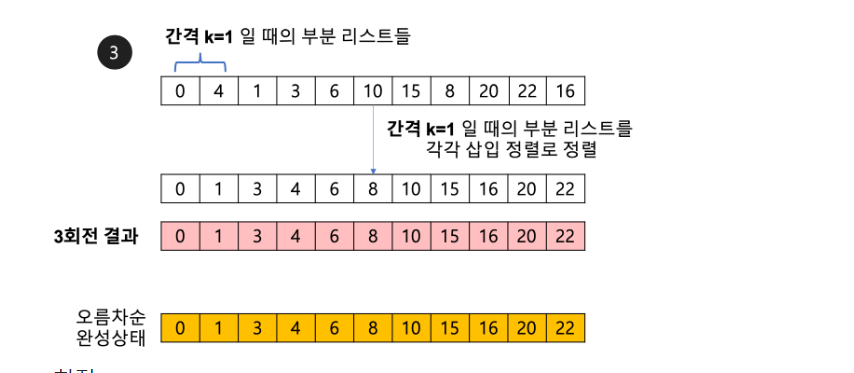 3
간격 k=1 일 때의 부분 리스트들
0 4 1 3 6 10 15 8 20 22 16
간격 k=1 일 때의 부분 리스트를
각각 삽입 정렬로 정렬
0 1 3 4 6 8 10 15 16 20 22
3회전 결과 0 1 3 4 6 8 10 15 16 20 22
오름차순
완성상태
0 1 3 4 6 8 10 15 16 20 22